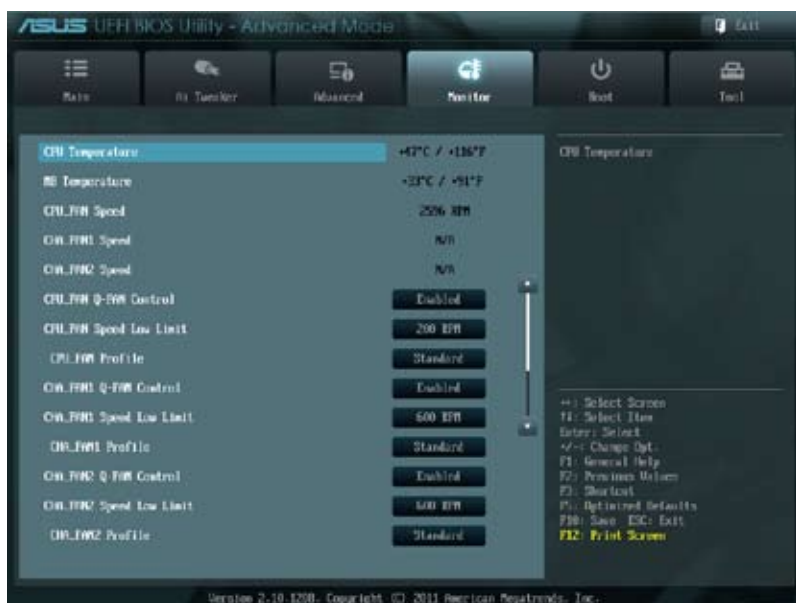 ASUS UEFI BIOS Utility - Advanced Mode
Exit
Main
Ai Tweaker
Advanced
Monitor
Boot
Tool
CPU Temperature +47°C / +116°F
MB Temperature +33°C / +91°F
CPU_FAN Speed RPM
CHA_FAN1 Speed N/A
CHA_FAN2 Speed N/A
CPU_FAN Q-FAN Control Enabled
CPU_FAN Speed Low Limit 200 RPM
CPU_FAN Profile Standard
CHA_FAN1 Q-FAN Control Enabled
CHA_FAN1 Speed Low Limit 600 RPM
CHA_FAN1 Profile Standard
CHA_FAN2 Q-FAN Control Enabled
CHA_FAN2 Speed Low Limit 600 RPM
CHA_FAN2 Profile Standard
CPU Temperature
Select Screen
Select Item
Enter: Select
+/-: Change Opt.
F1: General Help
F2: Previous Values
F3: Shortcut
F5: Optimized Defaults
F10: Save ESC: Exit
F12: Print Screen
Version 2.10.1208. Copyright (C) 2011 American Megatrends, Inc.